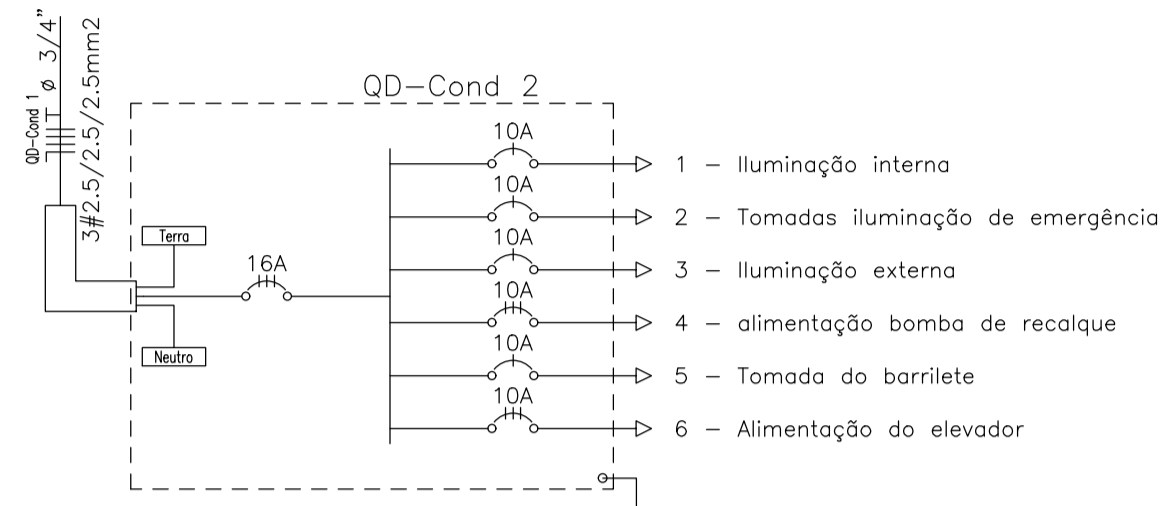 QD-Cond 1
ø 3/4"
3#2.5/2.5/2.5mm2
QD-Cond 2
Terra
16A
Neutro
10A
1 - Iluminação interna
10A
2 - Tomadas iluminação de emergência
10A
3 - Iluminação externa
10A
4 - alimentação bomba de recalque
10A
5 - Tomada do barrilete
10A
6 - Alimentação do elevador